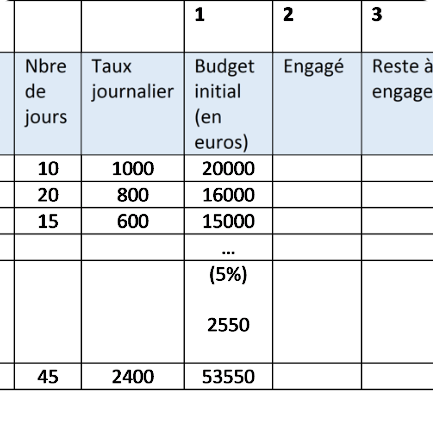 1 2 3
Nbre de jours Taux journalier Budget initial (en euros) Engagé Reste à engage
10 1000 20000
20 800 16000
15 600 15000
...
(5%)
2550
45 2400 53550